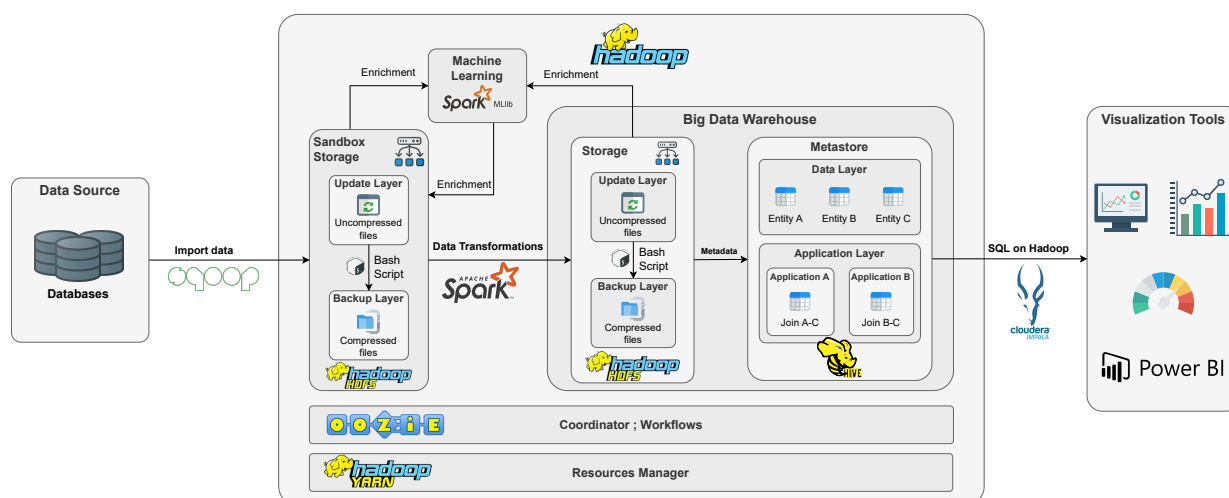 hadoop
Machine
Learning
Spark MLlib
Enrichment
Enrichment
Enrichment
Data Source
Databases
Import data
sqoop
Sandbox
Storage
Update Layer
Uncompressed
files
Bash
Script
Backup Layer
Compressed
files
hadoop
HDFS
Data Transformations
APACHE
Spark
Big Data Warehouse
Storage
Update Layer
Uncompressed
files
Bash
Script
Backup Layer
Compressed
files
hadoop
HDFS
Metadata
Metastore
Data Layer
Entity A
Entity B
Entity C
Application Layer
Application A
Join A-C
Application B
Join B-C
HIVE
SQL on Hadoop
cloudera
IMPALA
Visualization Tools
Power BI
OOZIE
Coordinator ; Workflows
hadoop
YARN
Resources Manager